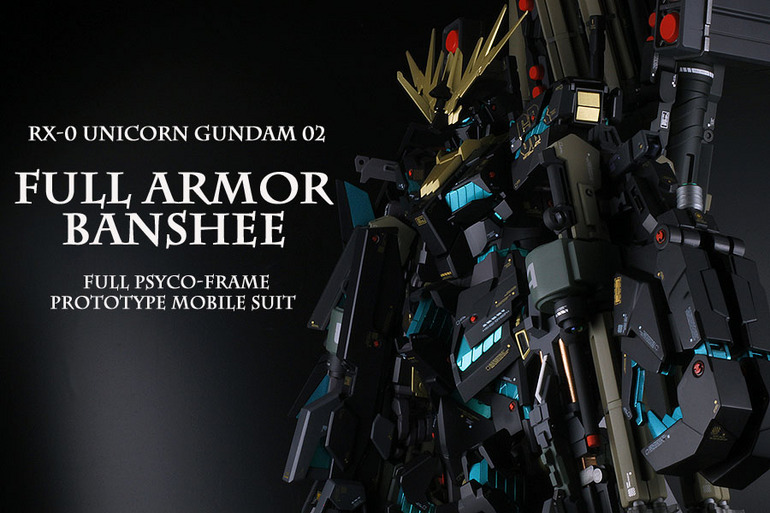 RX-0 UNICORN GUNDAM 02
FULL ARMOR
BANSHEE
FULL PSYCO-FRAME
PROTOTYPE MOBILE SUIT